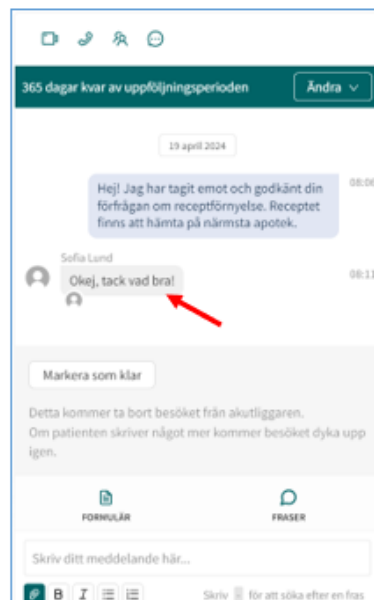 365 dagar kvar av uppföljningsperioden
Ändra
19 april 2024
Hej! Jag har tagit emot och godkänt din
förfrågan om receptförnyelse. Receptet
finns att hämta på närmsta apotek.
08:06
Sofia Lund
Okej, tack vad bra!
08:11
Markera som klar
Detta kommer ta bort besöket från akutliggaren.
Om patienten skriver något mer kommer besöket dyka upp
igen.
FORMULÄR
FRASER
Skriv ditt meddelande här...
B I
Skriv för att söka efter en fras